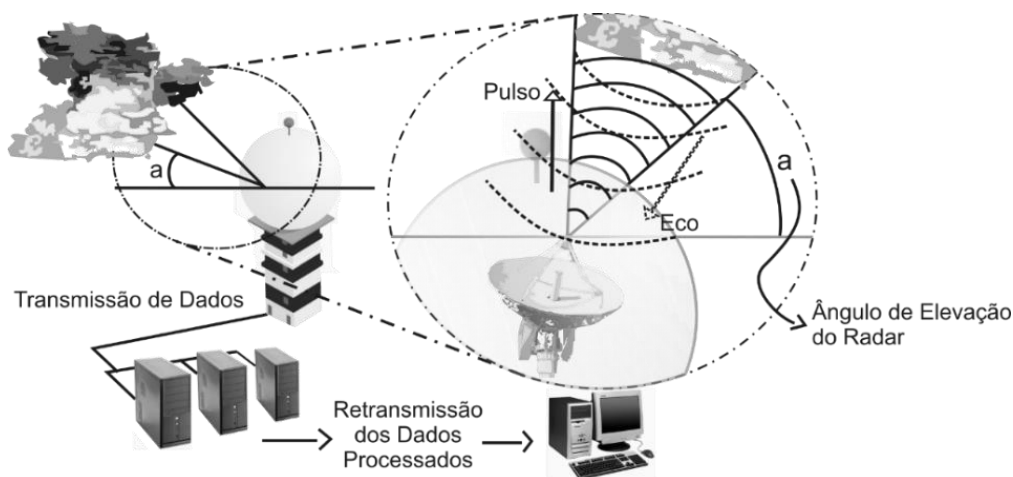 Pulso
a
a
Eco
Transmissão de Dados
Ângulo de Elevação
do Radar
Retransmissão
dos Dados
Processados